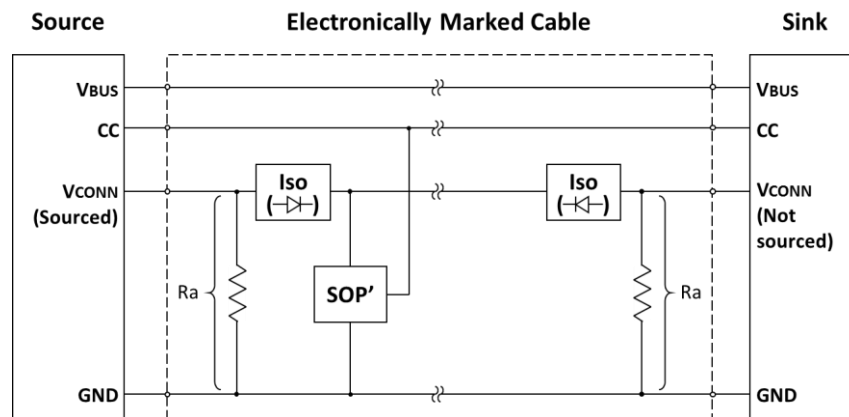 Source
Electronically Marked Cable
Sink
VBUS
VBUS
CC
CC
VCONN
(Sourced)
Iso
Iso
VCONN
(Not
sourced)
Ra
SOP’
Ra
GND
GND